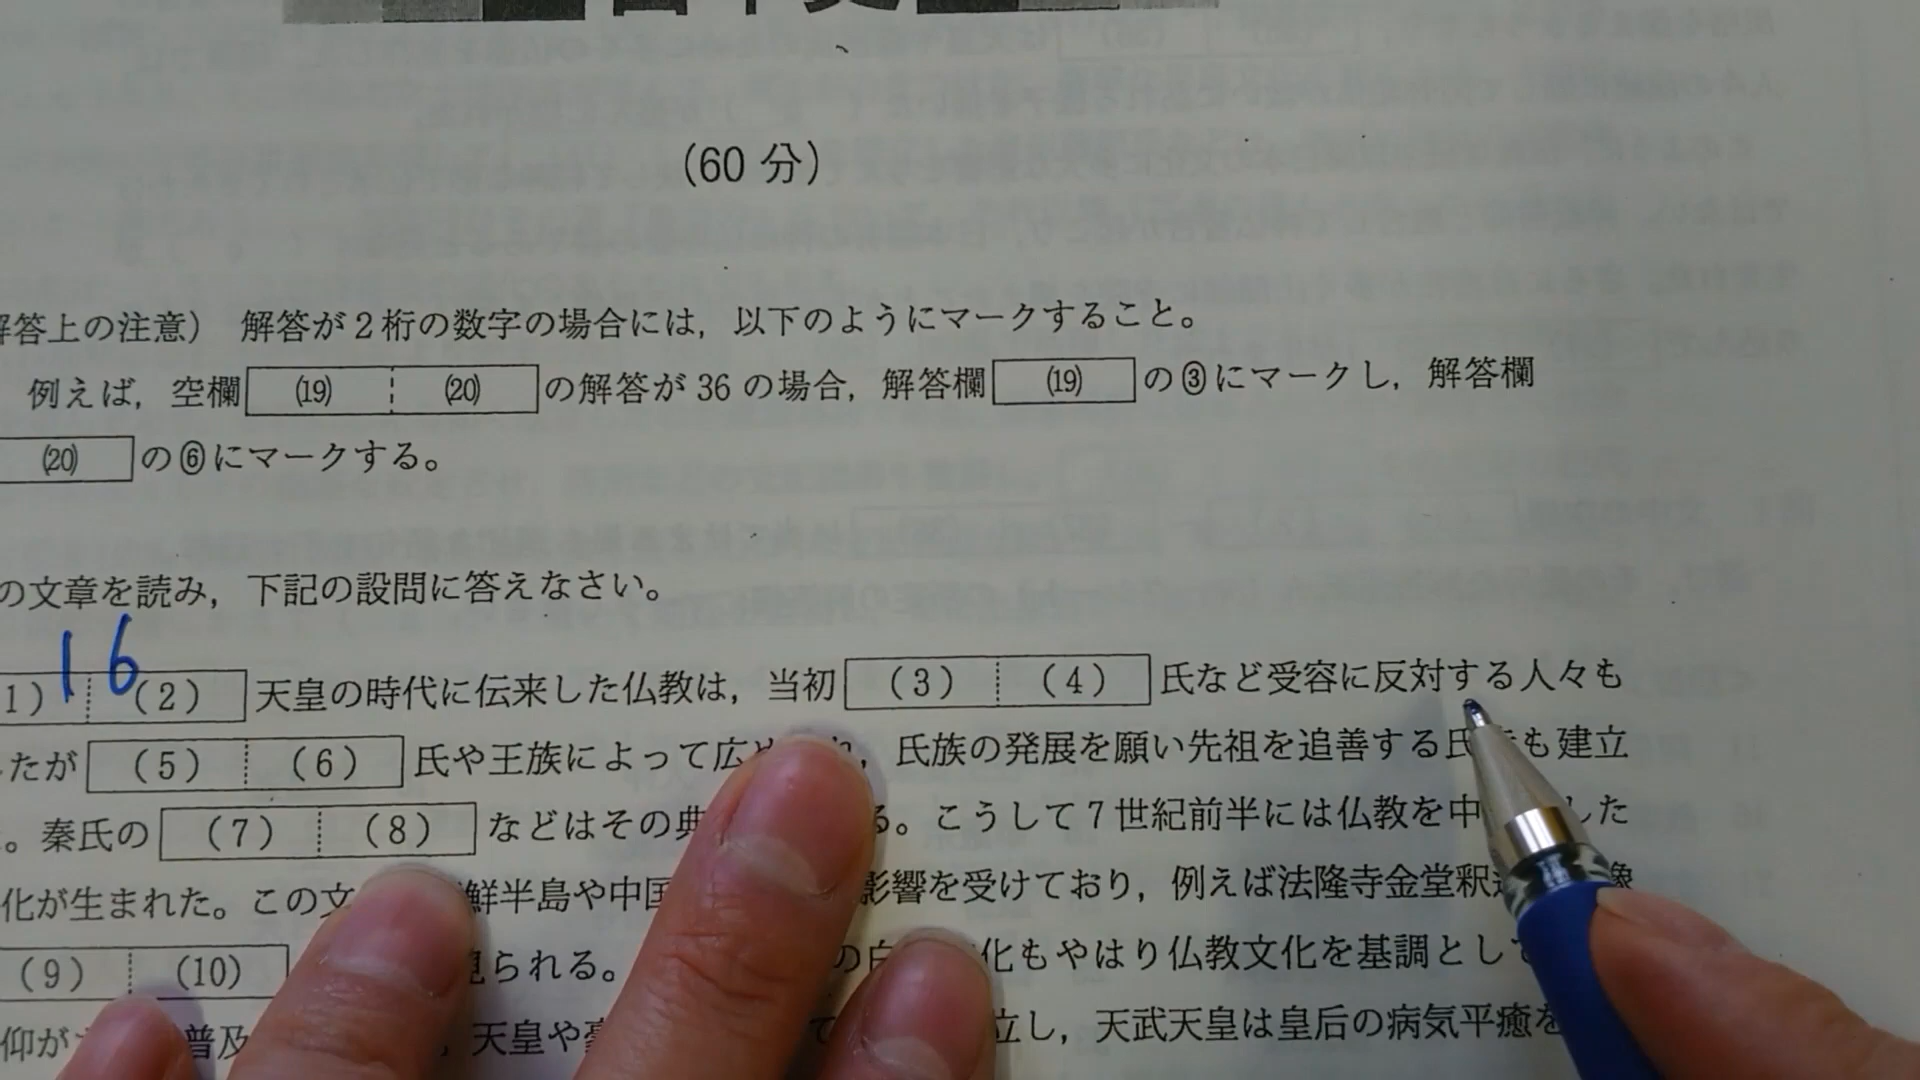 (60 分)
解答上の注意) 解答が2桁の数字の場合には，以下のようにマークすること。
例えば，空欄 (19) (20) の解答が 36 の場合，解答欄 (19) の③にマークし，解答欄
(20) の⑥にマークする。
の文章を読み，下記の設問に答えなさい。
16
1) (2) 天皇の時代に伝来した仏教は，当初 (3) (4) 氏など受容に反対する人々も
たが (5) (6) 氏や王族によって広 ，氏族の発展を願い先祖を追善する氏 も建立
。秦氏の (7) (8) などはその典 る。こうして7世紀前半には仏教を中 した
化が生まれた。この文 鮮半島や中国 影響を受けており，例えば法隆寺金堂釈 像
(9) (10) 見られる。 の白 化もやはり仏教文化を基調として
仰が 普及 ，天皇や豪 て 立し，天武天皇は皇后の病気平癒を